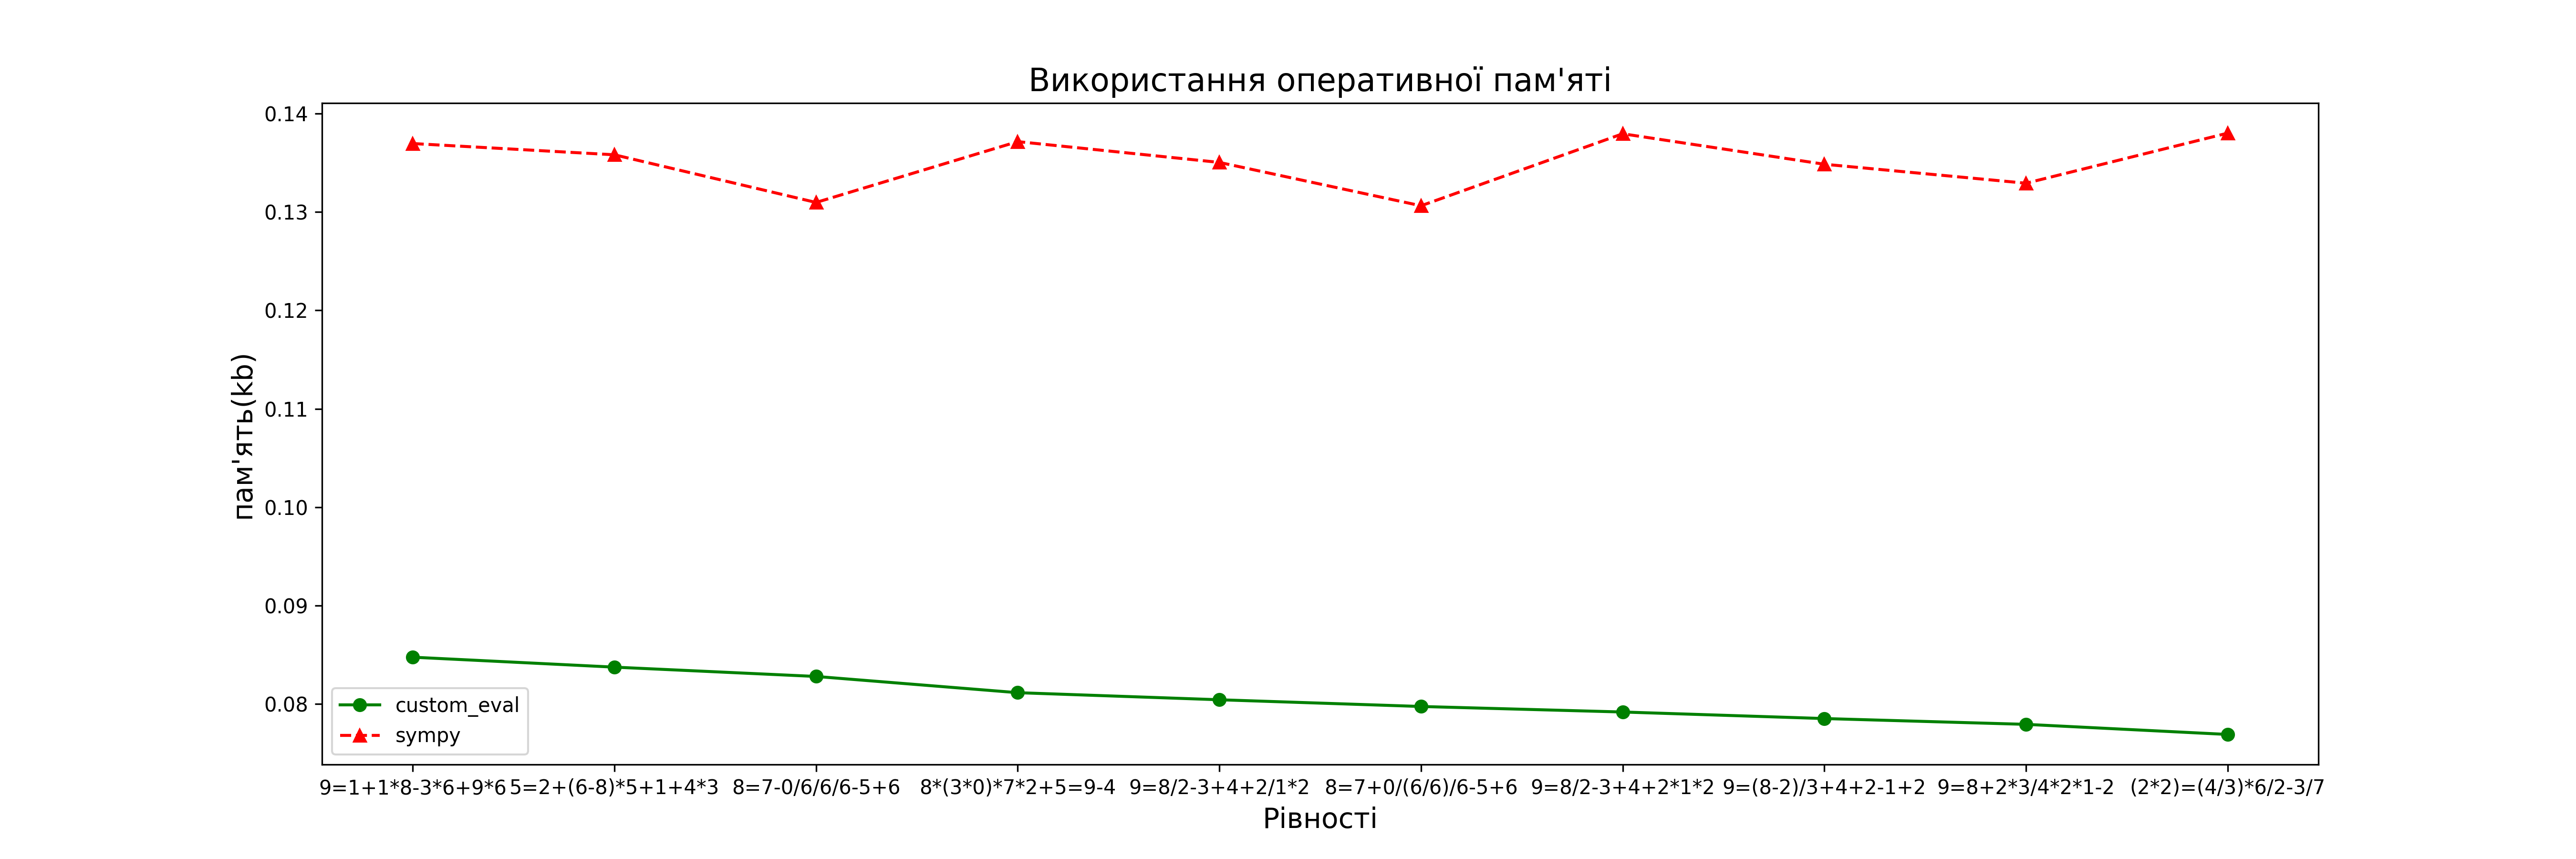 Використання оперативної пам'яті
0.14
0.13
0.12
0.11
0.10
0.09
0.08
пам'ять(kb)
custom_eval
sympy
9=1+1*8-3*6+9*6 5=2+(6-8)*5+1+4*3 8=7-0/6/6/6-5+6 8*(3*0)*7*2+5=9-4 9=8/2-3+4+2/1*2 8=7+0/(6/6)/6-5+6 9=8/2-3+4+2*1*2 9=(8-2)/3+4+2-1+2 9=8+2*3/4*2*1-2 (2*2)=(4/3)*6/2-3/7
Рівності